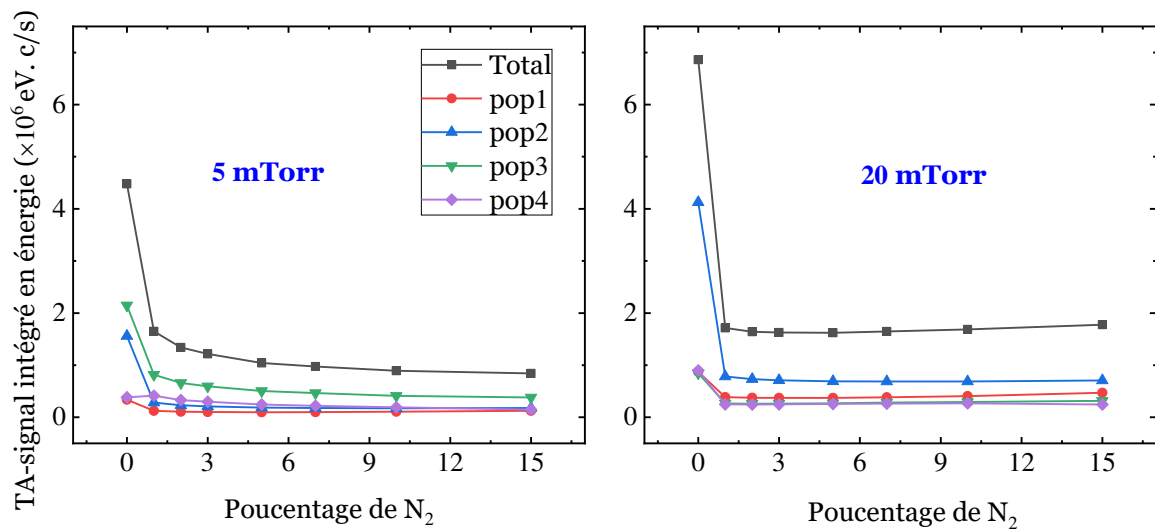 TA-signal intégré en énergie (×10⁶ eV. c/s)
6
4
2
0
Total
pop1
pop2
pop3
pop4
5 mTorr
0 3 6 9 12 15
Poucentage de N₂
6
4
2
0
20 mTorr
0 3 6 9 12 15
Poucentage de N₂